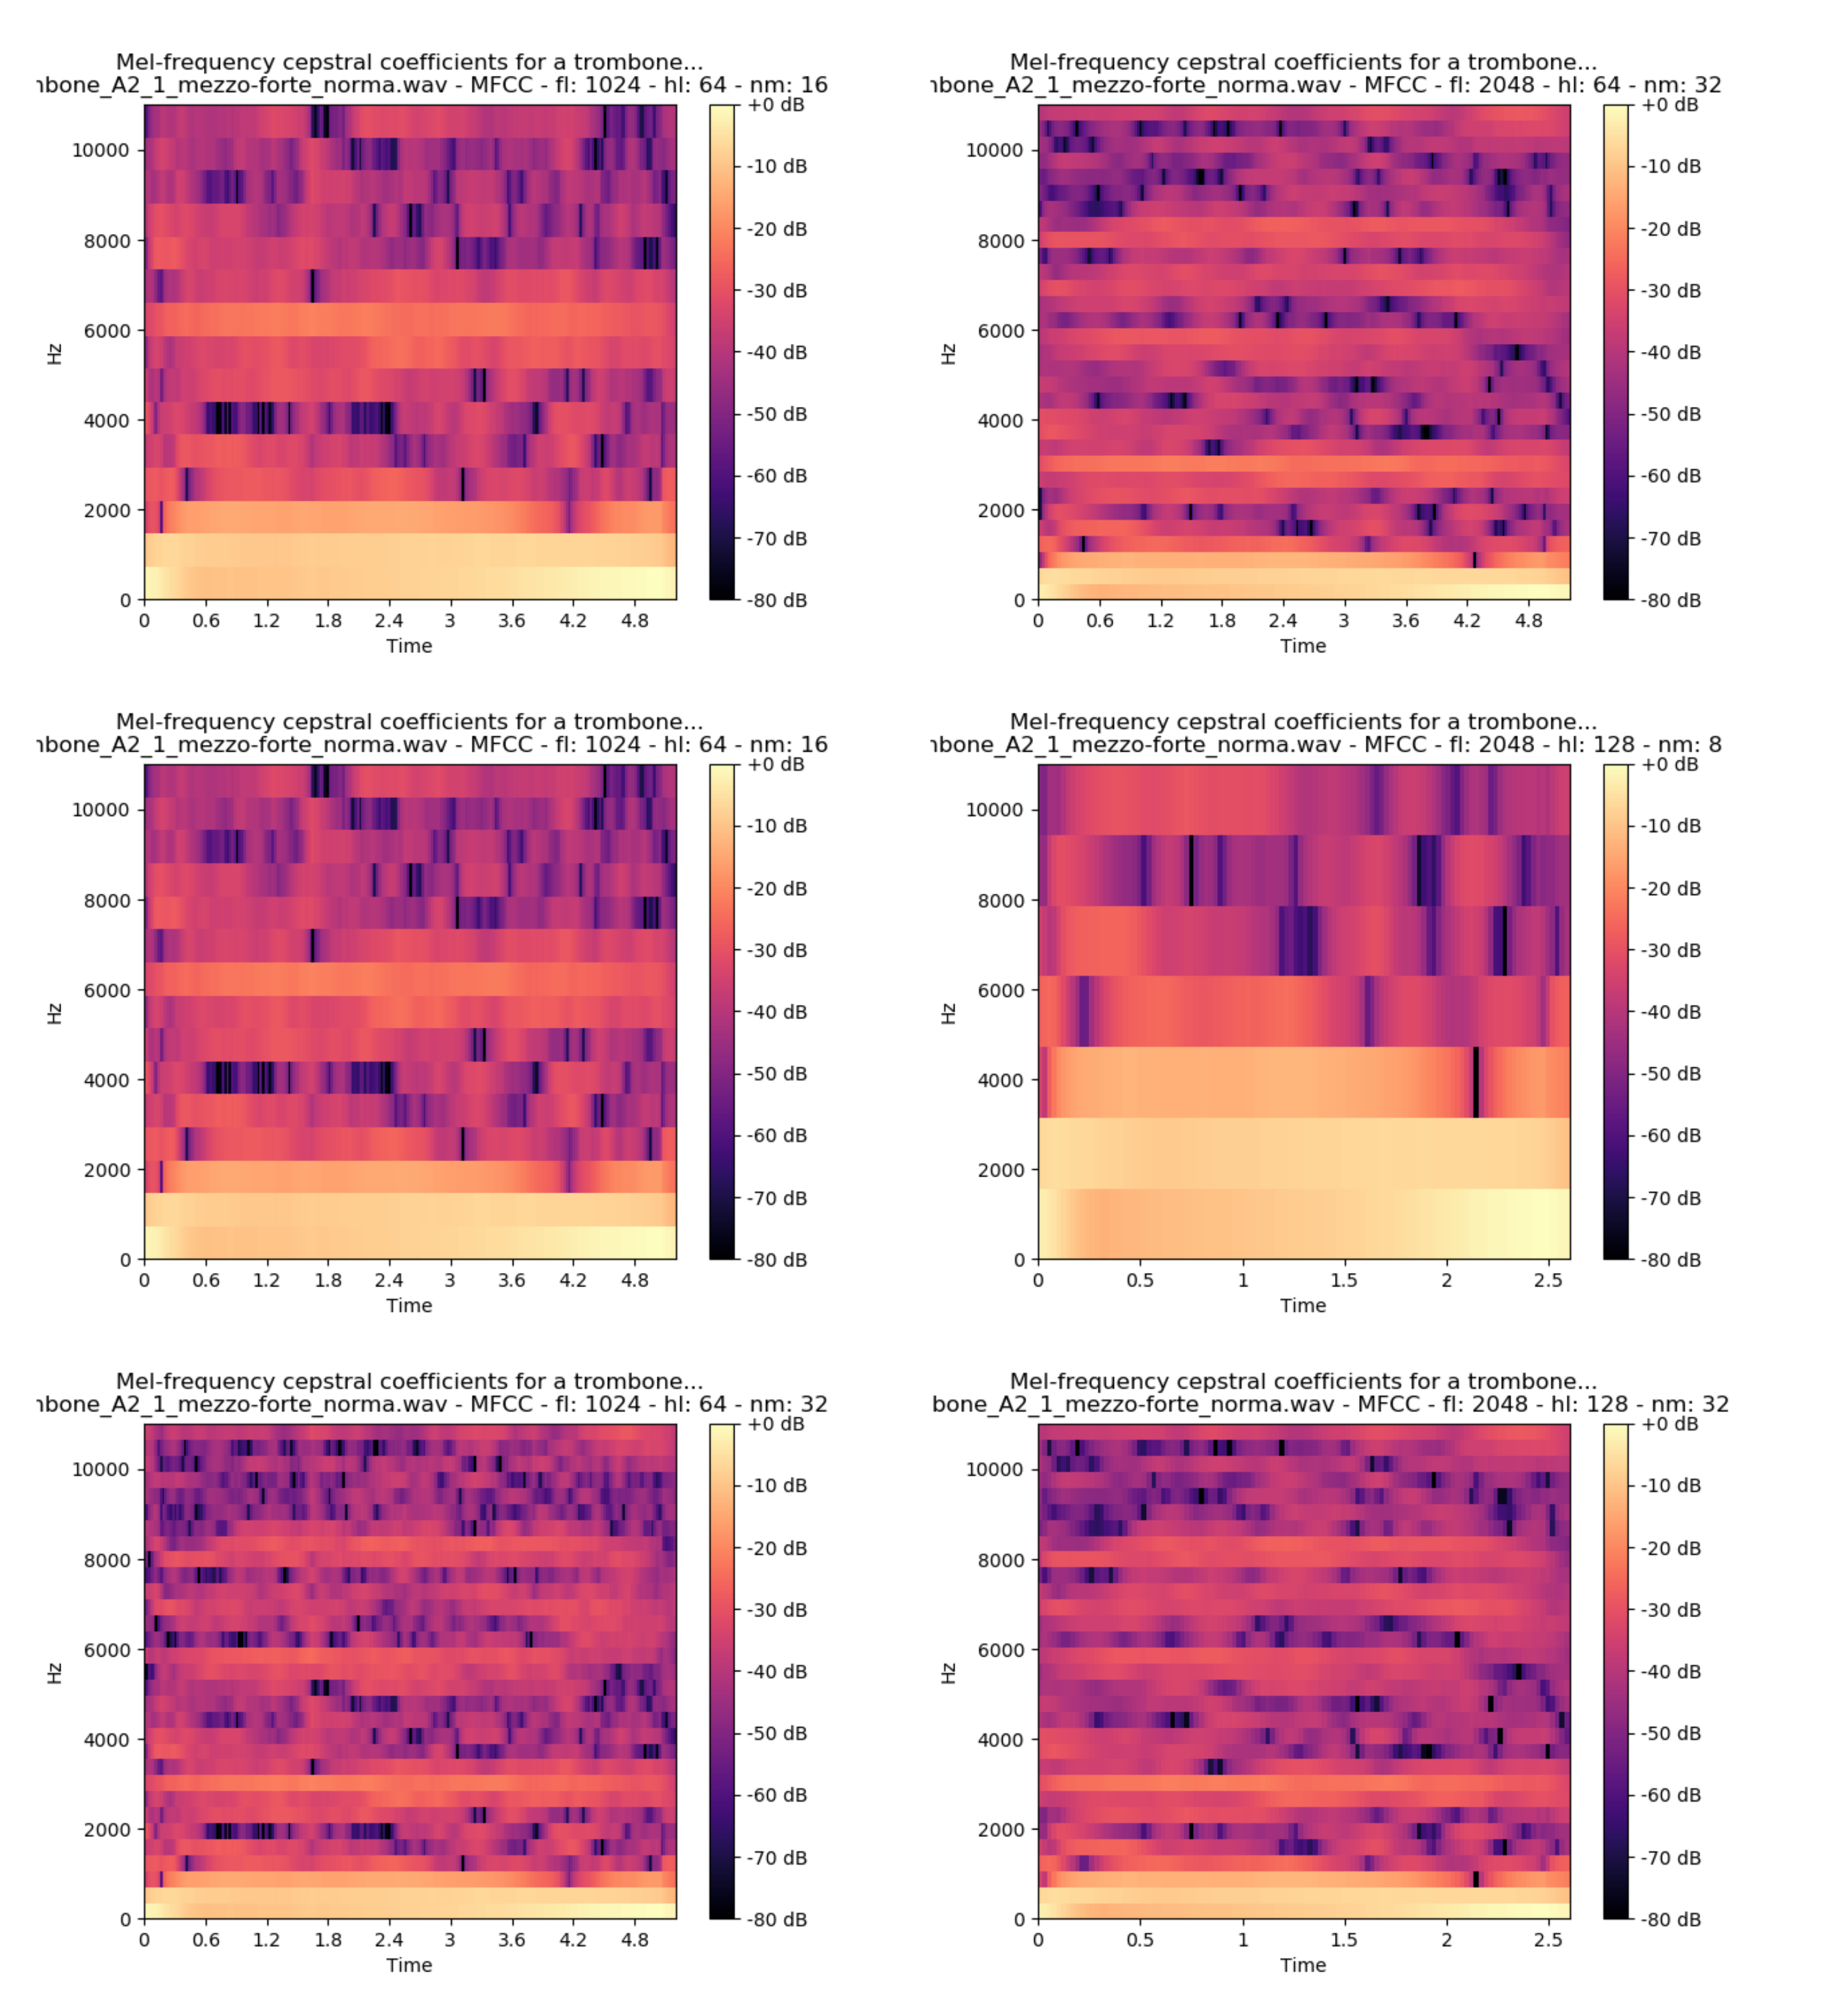 Mel-frequency cepstral coefficients for a trombone...
nbone_A2_1_mezzo-forte_norma.wav - MFCC - fl: 1024 - hl: 64 - nm: 16
10000
8000
6000
4000
2000
0
Hz
0 0.6 1.2 1.8 2.4 3 3.6 4.2 4.8
Time
+0 dB
-10 dB
-20 dB
-30 dB
-40 dB
-50 dB
-60 dB
-70 dB
-80 dB
Mel-frequency cepstral coefficients for a trombone...
nbone_A2_1_mezzo-forte_norma.wav - MFCC - fl: 2048 - hl: 64 - nm: 32
10000
8000
6000
4000
2000
0
Hz
0 0.6 1.2 1.8 2.4 3 3.6 4.2 4.8
Time
+0 dB
-10 dB
-20 dB
-30 dB
-40 dB
-50 dB
-60 dB
-70 dB
-80 dB
Mel-frequency cepstral coefficients for a trombone...
nbone_A2_1_mezzo-forte_norma.wav - MFCC - fl: 1024 - hl: 64 - nm: 16
10000
8000
6000
4000
2000
0
Hz
0 0.6 1.2 1.8 2.4 3 3.6 4.2 4.8
Time
+0 dB
-10 dB
-20 dB
-30 dB
-40 dB
-50 dB
-60 dB
-70 dB
-80 dB
Mel-frequency cepstral coefficients for a trombone...
nbone_A2_1_mezzo-forte_norma.wav - MFCC - fl: 2048 - hl: 128 - nm: 8
10000
8000
6000
4000
2000
0
Hz
0 0.5 1 1.5 2 2.5
Time
+0 dB
-10 dB
-20 dB
-30 dB
-40 dB
-50 dB
-60 dB
-70 dB
-80 dB
Mel-frequency cepstral coefficients for a trombone...
nbone_A2_1_mezzo-forte_norma.wav - MFCC - fl: 1024 - hl: 64 - nm: 32
10000
8000
6000
4000
2000
0
Hz
0 0.6 1.2 1.8 2.4 3 3.6 4.2 4.8
Time
+0 dB
-10 dB
-20 dB
-30 dB
-40 dB
-50 dB
-60 dB
-70 dB
-80 dB
Mel-frequency cepstral coefficients for a trombone...
bone_A2_1_mezzo-forte_norma.wav - MFCC - fl: 2048 - hl: 128 - nm: 32
10000
8000
6000
4000
2000
0
Hz
0 0.5 1 1.5 2 2.5
Time
+0 dB
-10 dB
-20 dB
-30 dB
-40 dB
-50 dB
-60 dB
-70 dB
-80 dB